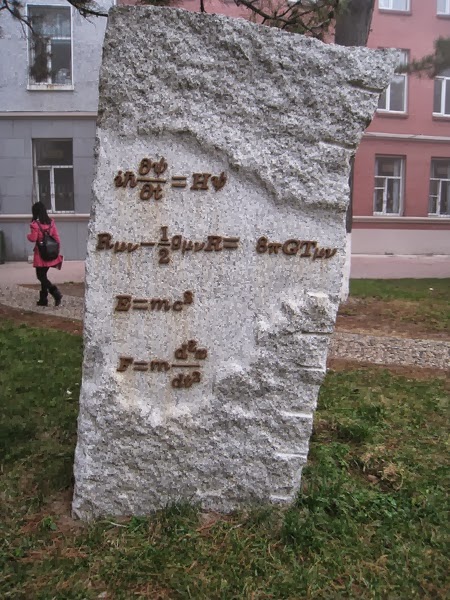 iħ ∂ψ/∂t = Hψ
Rμν − 1/2 gμνR = 8πGTμν
E=mc²
F=m d²x/dt²